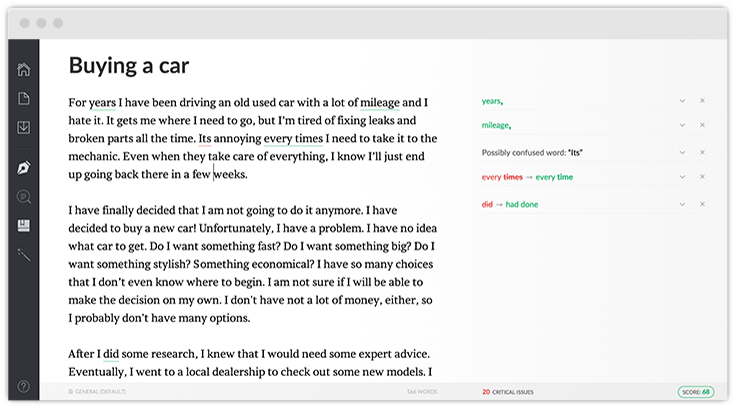 Buying a car
For years I have been driving an old used car with a lot of mileage and I
hate it. It gets me where I need to go, but I'm tired of fixing leaks and
broken parts all the time. Its annoying every times I need to take it to the
mechanic. Even when they take care of everything, I know I'll just end
up going back there in a few weeks.
I have finally decided that I am not going to do it anymore. I have
decided to buy a new car! Unfortunately, I have a problem. I have no idea
what car to get. Do I want something fast? Do I want something big? Do I
want something stylish? Something economical? I have so many choices
that I don't even know where to begin. I am not sure if I will be able to
make the decision on my own. I don't have not a lot of money, either, so
I probably don't have many options.
After I did some research, I knew that I would need some expert advice.
Eventually, I went to a local dealership to check out some new models. I
years,
mileage,
Possibly confused word: "Its"
every times → every time
did → had done
GENERAL (DEFAULT)
566 WORDS
20 CRITICAL ISSUES
SCORE: 68
?